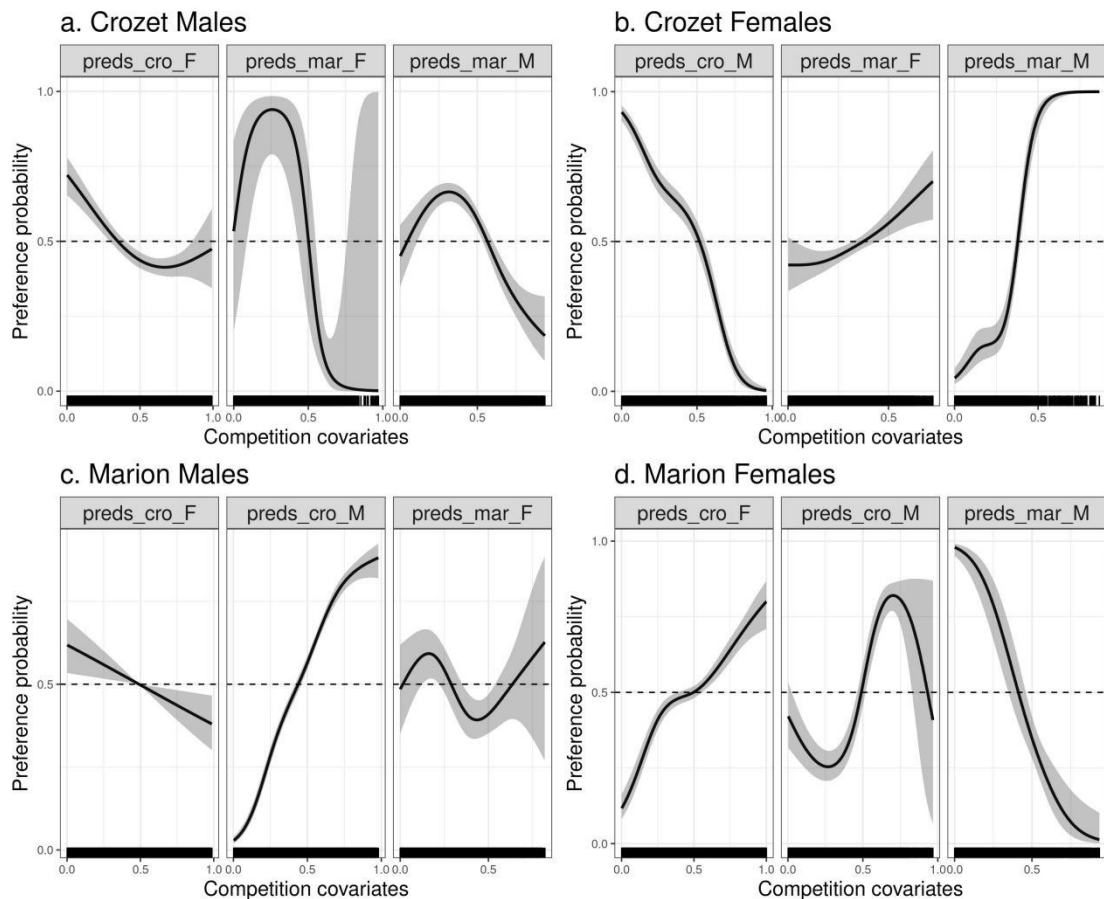 a. Crozet Males
preds_cro_F preds_mar_F preds_mar_M
Preference probability
1.0
0.5
0.0
0.0 0.5 1.0 0.0 0.5 1.0 0.0 0.5
Competition covariates
b. Crozet Females
preds_cro_M preds_mar_F preds_mar_M
Preference probability
1.0
0.5
0.0
0.0 0.5 1.0 0.0 0.5 0.0 0.5
Competition covariates
c. Marion Males
preds_cro_F preds_cro_M preds_mar_F
Preference probability
0.5
0.0
0.0 0.5 1.0 0.0 0.5 1.0 0.0 0.5
Competition covariates
d. Marion Females
preds_cro_F preds_cro_M preds_mar_M
Preference probability
1.0
0.5
0.0
0.0 0.5 1.0 0.0 0.5 1.0 0.0 0.5
Competition covariates